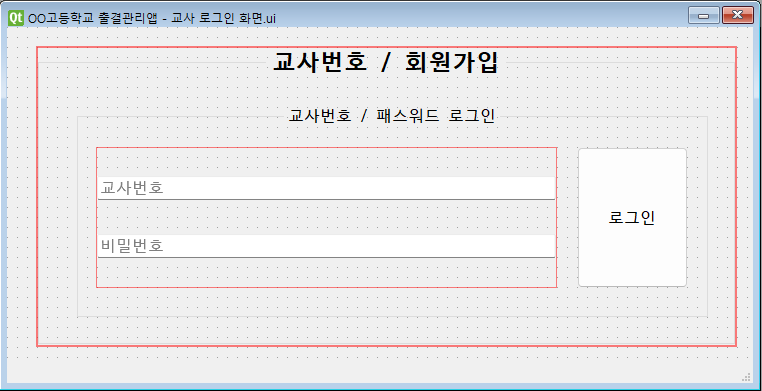 Qt OO고등학교 출결관리앱 - 교사 로그인 화면.ui
교사번호 / 회원가입
교사번호 / 패스워드 로그인
교사번호
비밀번호
로그인